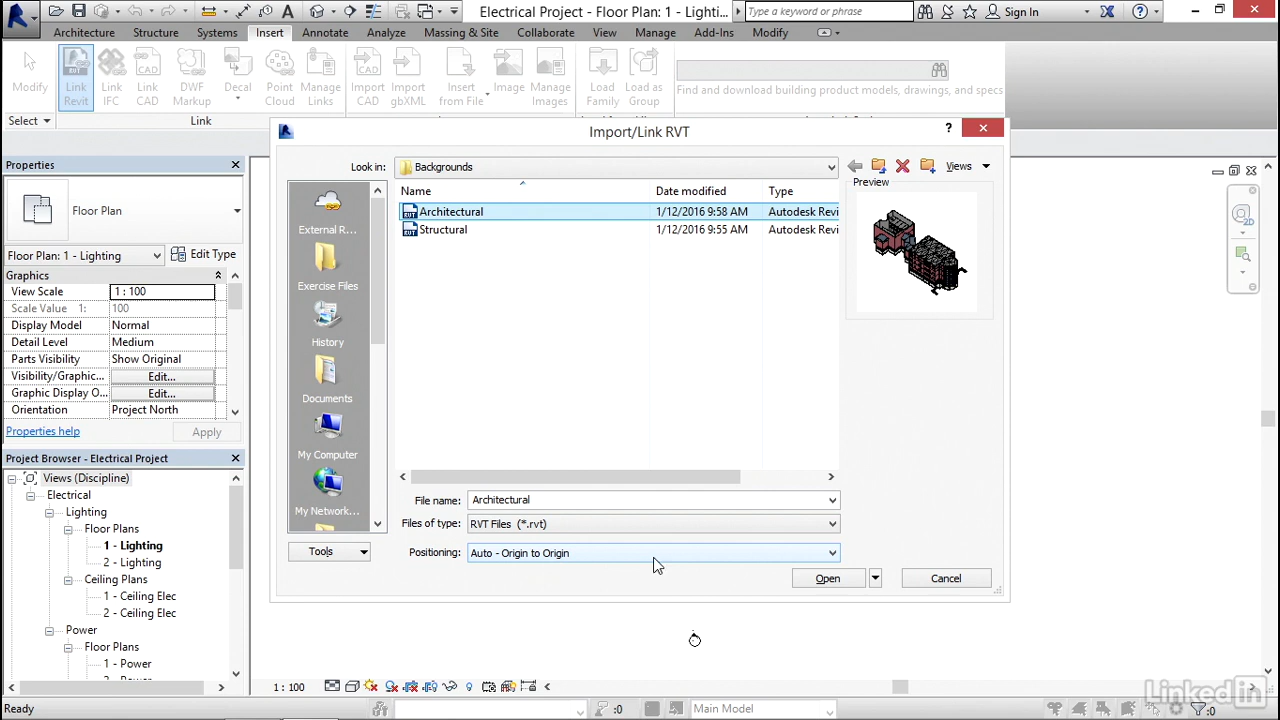 Electrical Project - Floor Plan: 1 - Lighti...
Type a keyword or phrase
Sign In
Architecture Structure Systems Insert Annotate Analyze Massing & Site Collaborate View Manage Add-Ins Modify
Modify
Link Revit
Link IFC
Link CAD
DWF Markup
Decal
Point Cloud
Manage Links
Import CAD
Import gbXML
Insert from File
Image
Manage Images
Load Family
Load as Group
Find and download building product models, drawings, and specs
Select
Link
Import/Link RVT
Look in: Backgrounds
Views
Name Date modified Type
Architectural 1/12/2016 9:58 AM Autodesk Revi
Structural 1/12/2016 9:55 AM Autodesk Revi
Preview
External R...
Exercise Files
History
Documents
My Computer
My Network...
File name: Architectural
Files of type: RVT Files (*.rvt)
Tools
Positioning: Auto - Origin to Origin
Open
Cancel
Properties
Floor Plan
Floor Plan: 1 - Lighting
Edit Type
Graphics
View Scale 1 : 100
Scale Value 1: 100
Display Model Normal
Detail Level Medium
Parts Visibility Show Original
Visibility/Graphic... Edit...
Graphic Display O... Edit...
Orientation Project North
Properties help
Apply
Project Browser - Electrical Project
Views (Discipline)
Electrical
Lighting
Floor Plans
1 - Lighting
2 - Lighting
Ceiling Plans
1 - Ceiling Elec
2 - Ceiling Elec
Power
Floor Plans
1 - Power
1 : 100
Ready
:0
Main Model
:0
LinkedIn